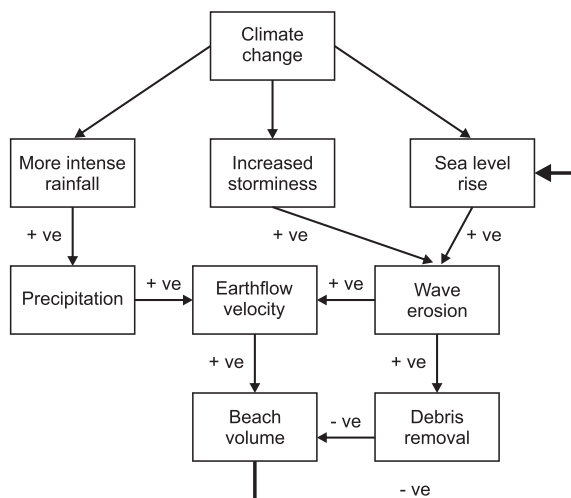 Climate
change
More intense
rainfall
Increased
storminess
Sea level
rise
+ ve
+ ve
+ ve
Precipitation
+ ve
Earthflow
velocity
+ ve
Wave
erosion
+ ve
+ ve
Beach
volume
- ve
Debris
removal
- ve